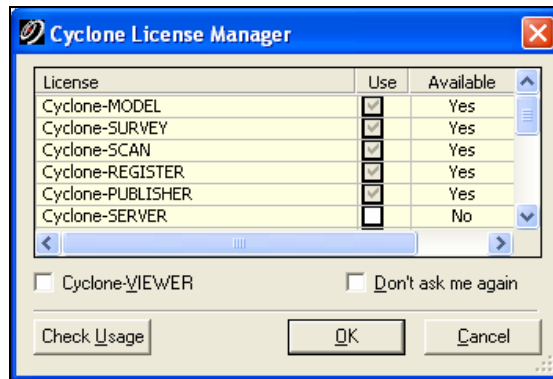 Cyclone License Manager
License Use Available
Cyclone-MODEL Yes
Cyclone-SURVEY Yes
Cyclone-SCAN Yes
Cyclone-REGISTER Yes
Cyclone-PUBLISHER Yes
Cyclone-SERVER No
Cyclone-VIEWER Don't ask me again
Check Usage OK Cancel